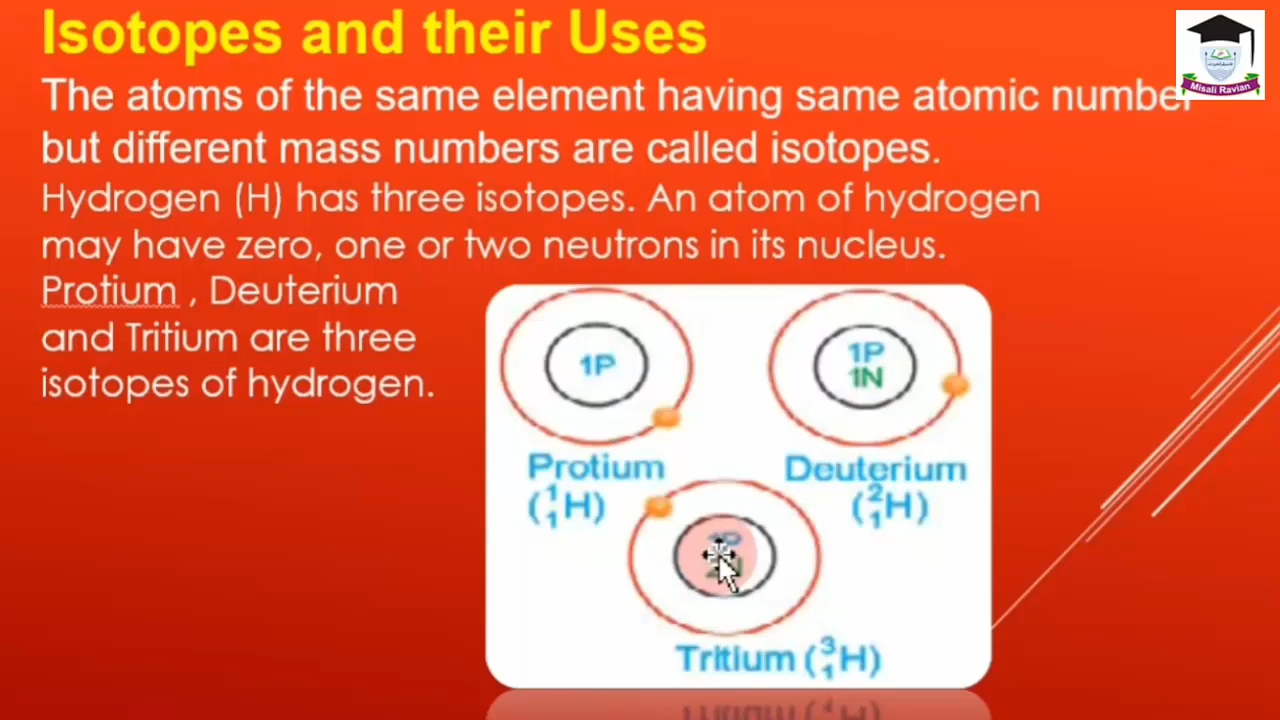 Isotopes and their Uses
Misali Ravian
The atoms of the same element having same atomic number
but different mass numbers are called isotopes.
Hydrogen (H) has three isotopes. An atom of hydrogen
may have zero, one or two neutrons in its nucleus.
Protium , Deuterium
and Tritium are three
isotopes of hydrogen.
1P
1P
1N
Protium
(¹₁H)
Deuterium
(²₁H)
Tritium (³₁H)